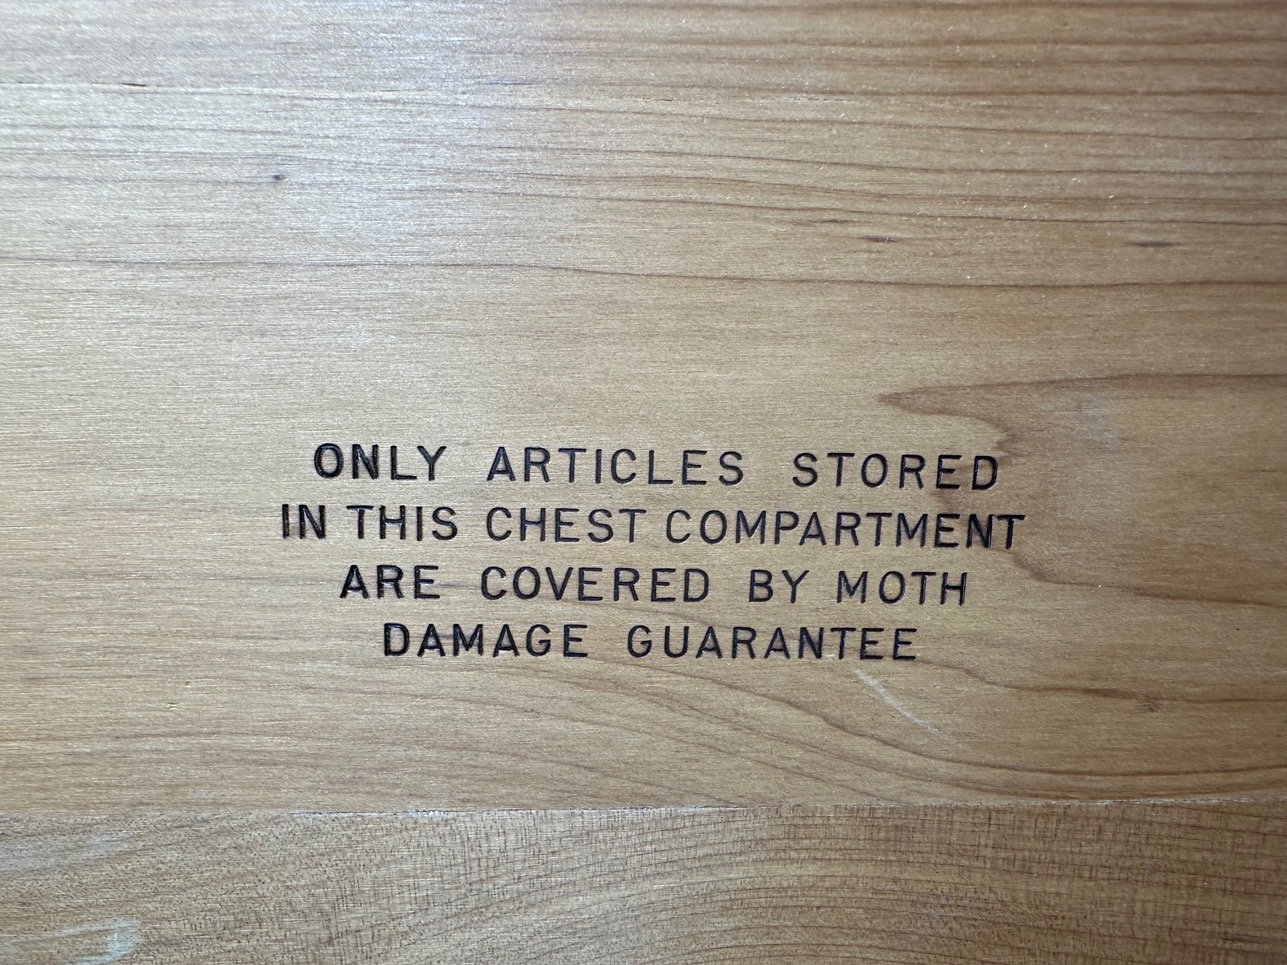 ONLY ARTICLES STORED
IN THIS CHEST COMPARTMENT
ARE COVERED BY MOTH
DAMAGE GUARANTEE